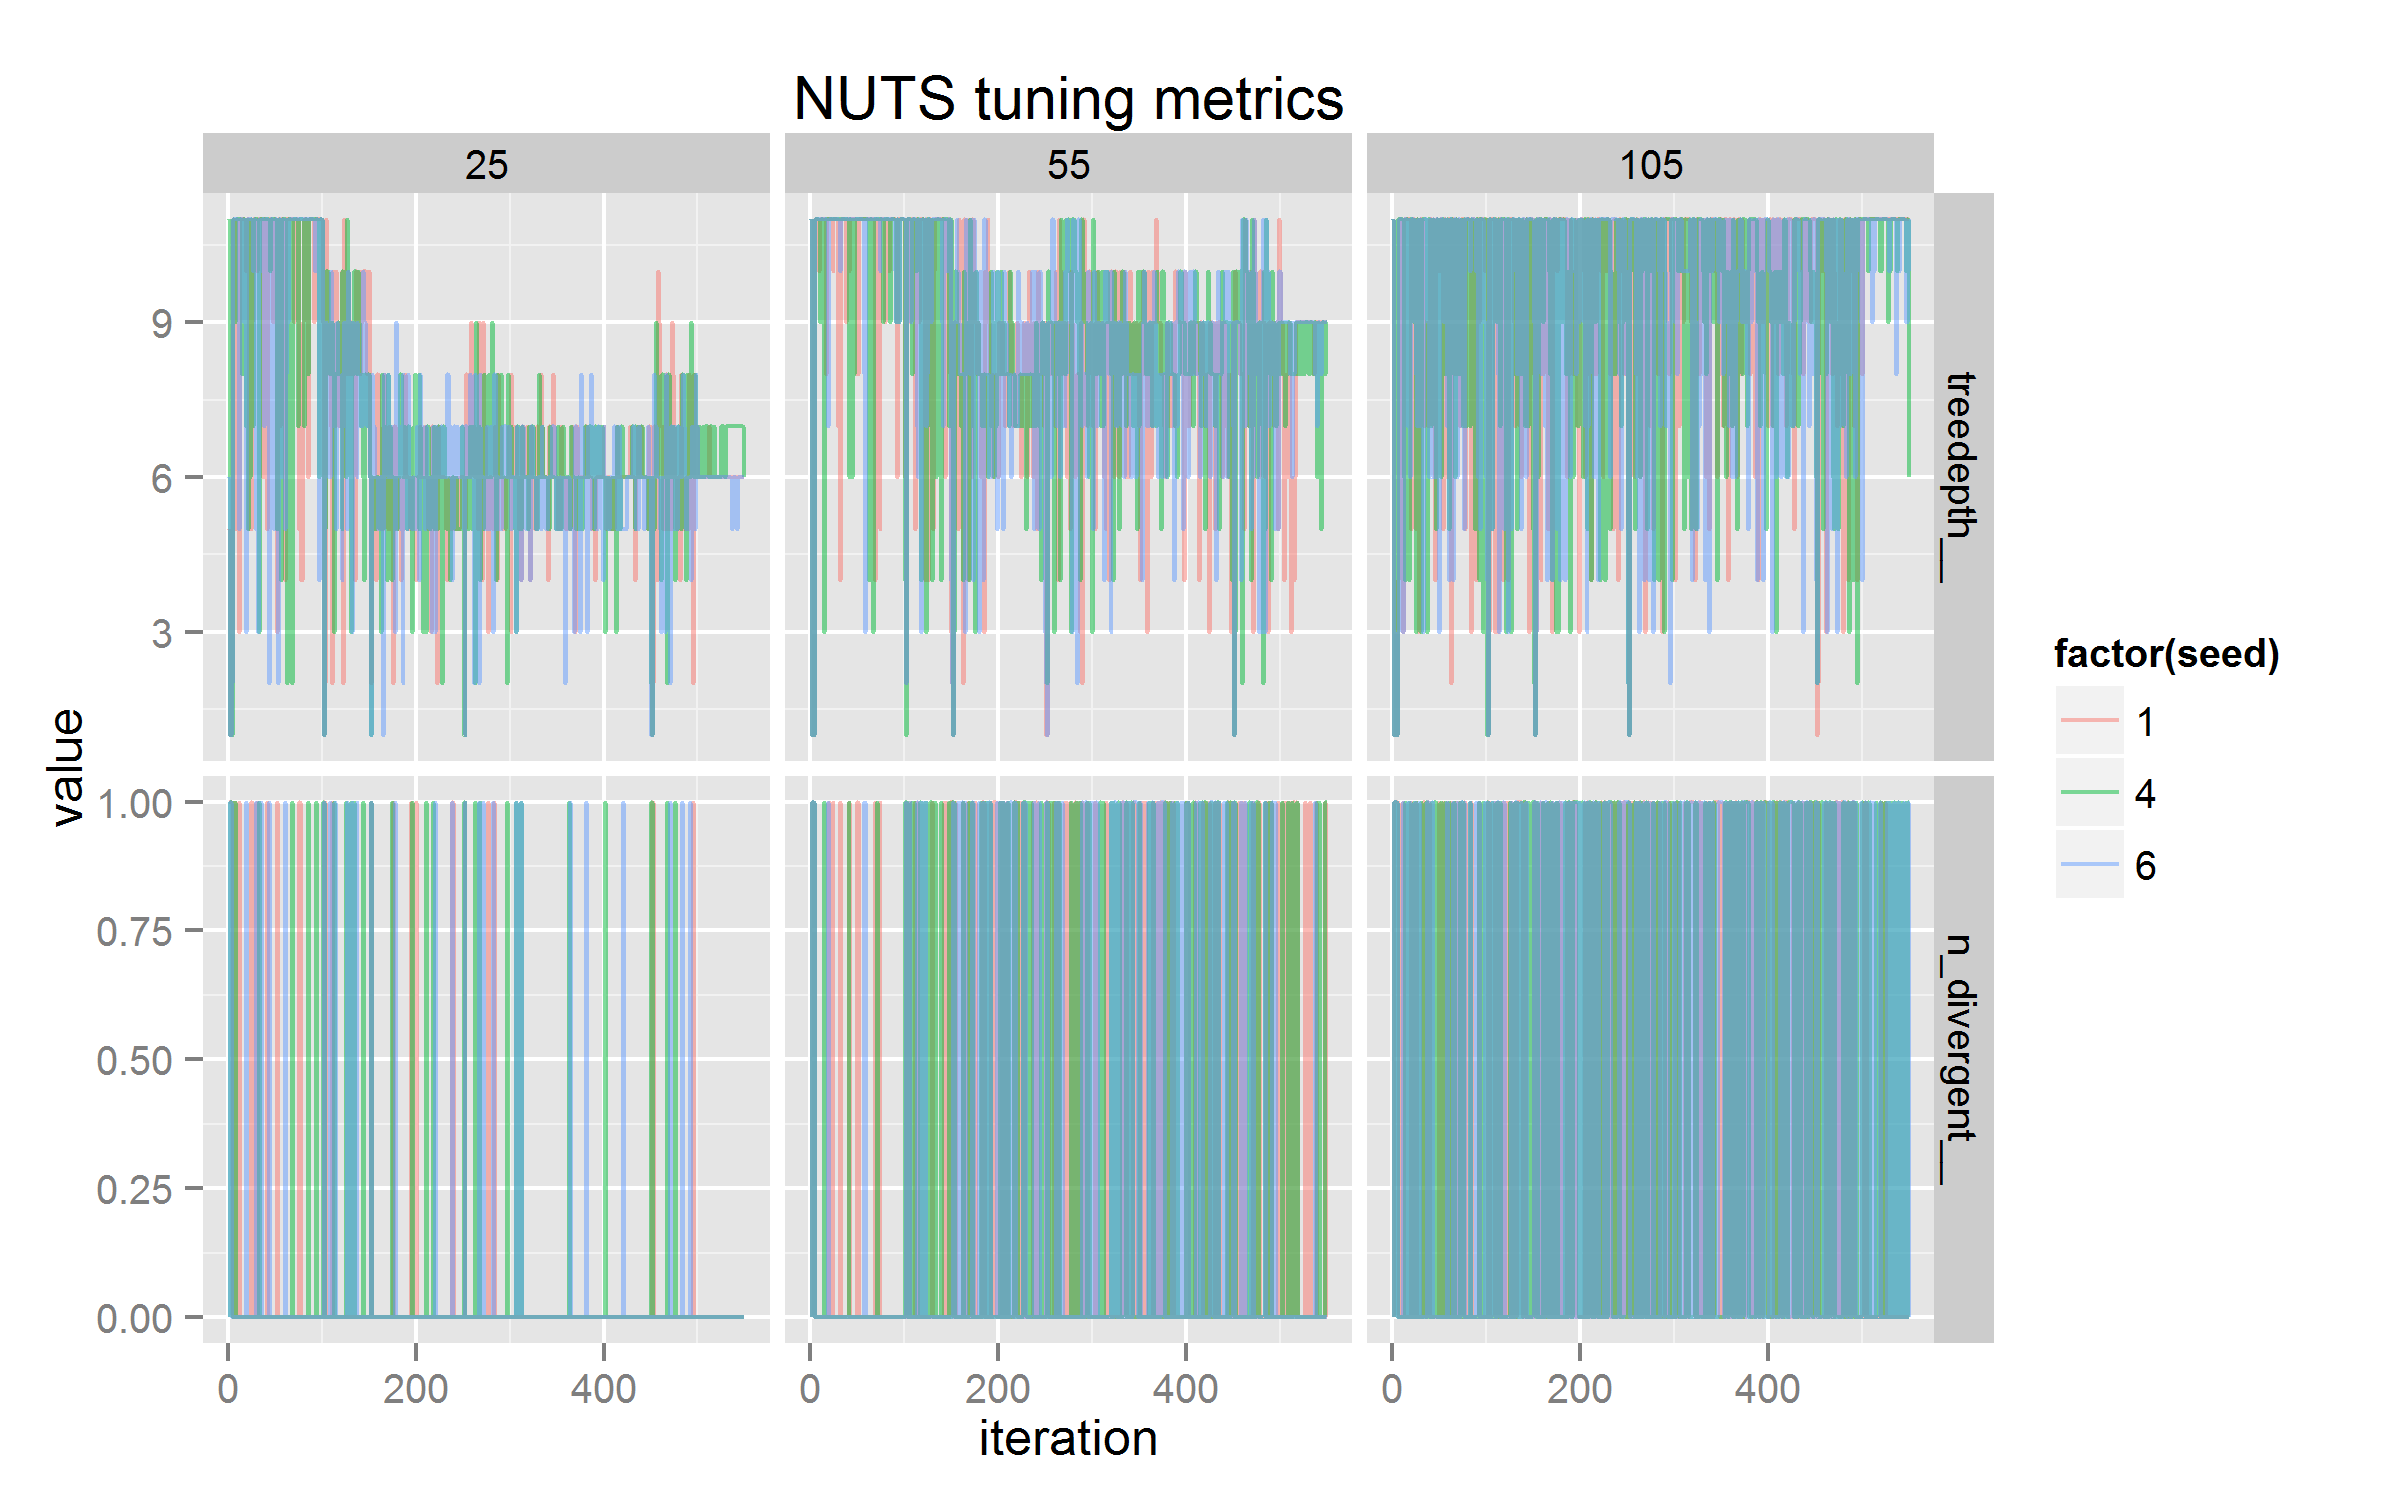 NUTS tuning metrics
25 55 105
9
6
3
treedepth__
value
1.00
0.75
0.50
0.25
0.00
n_divergent__
0 200 400 0 200 400 0 200 400
iteration
factor(seed)
1
4
6